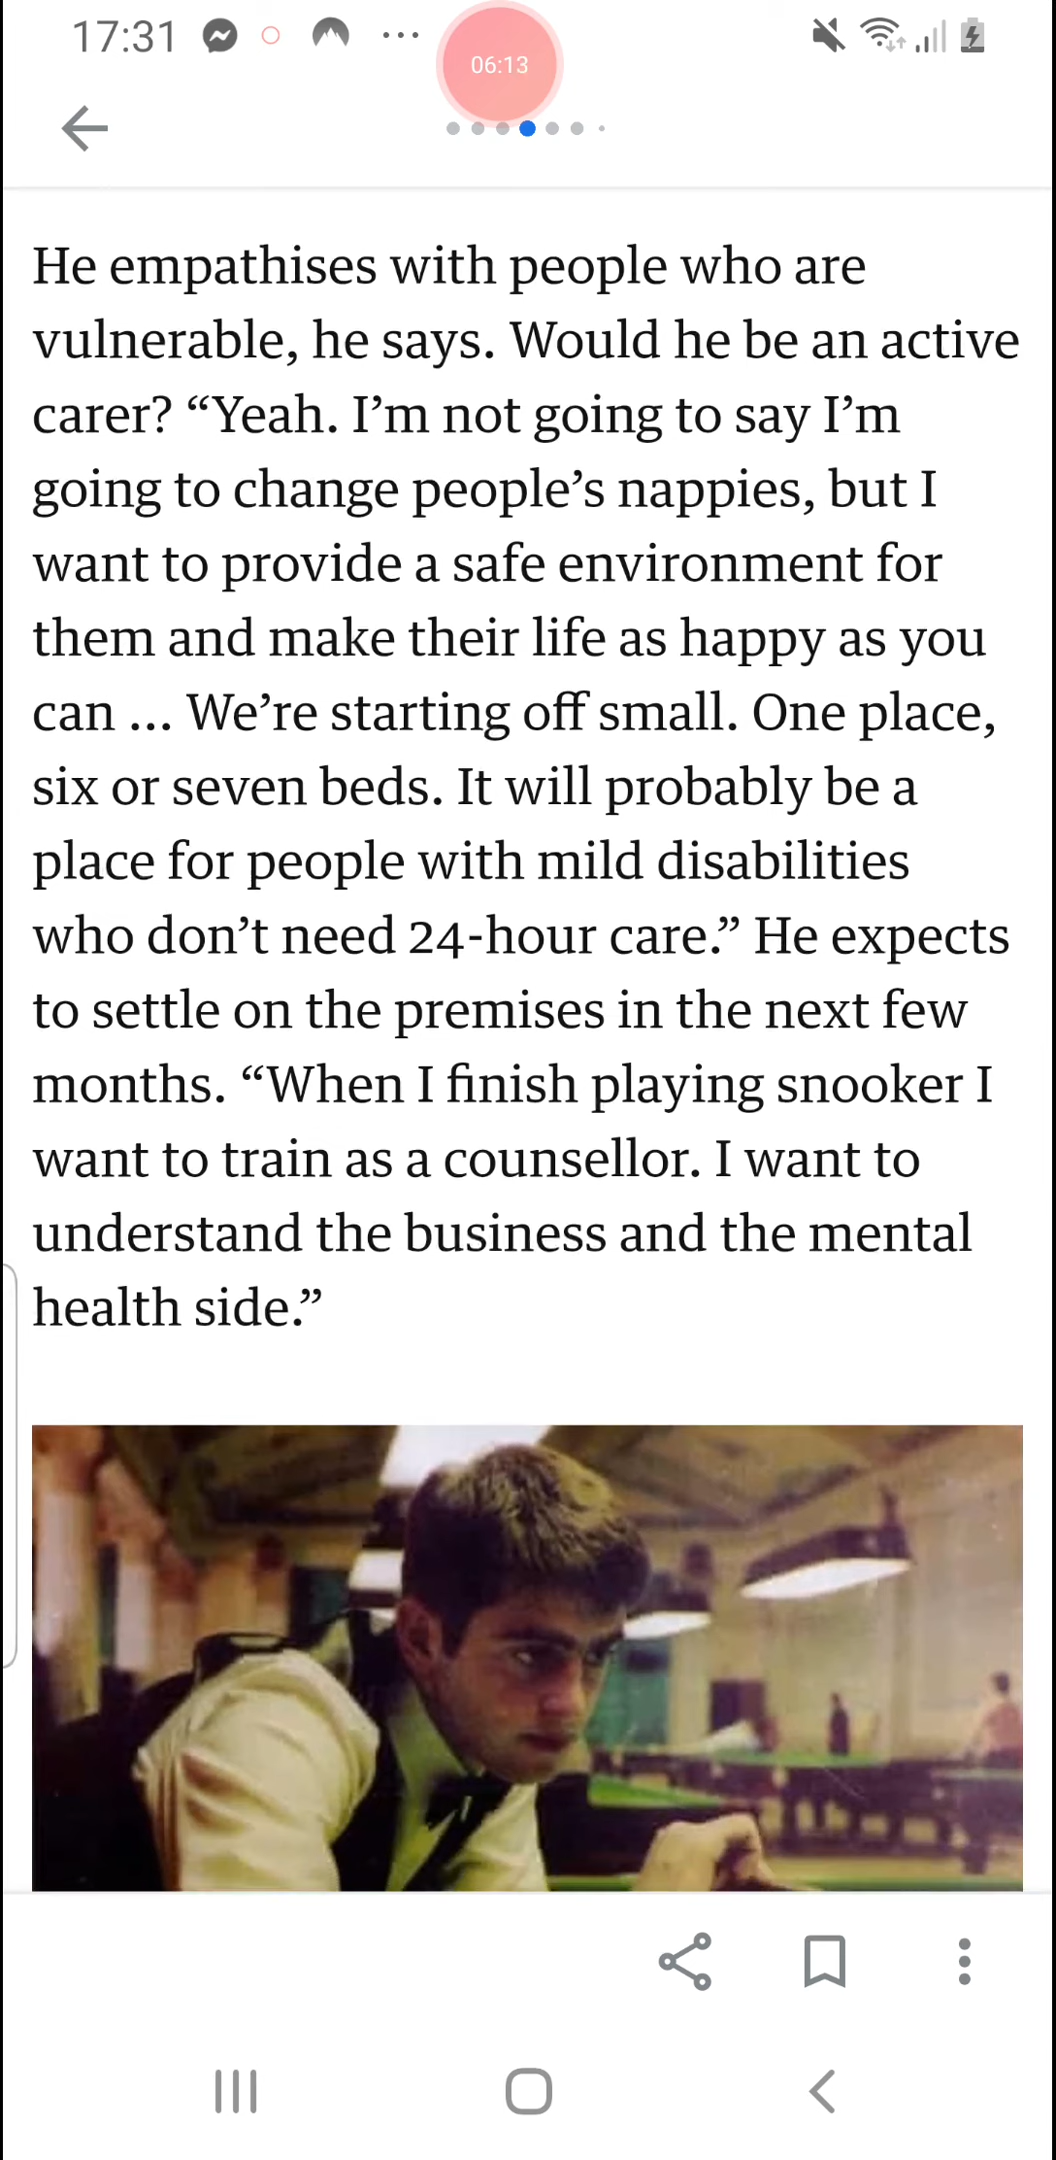 17:31
06:13
He empathises with people who are
vulnerable, he says. Would he be an active
carer? “Yeah. I’m not going to say I’m
going to change people’s nappies, but I
want to provide a safe environment for
them and make their life as happy as you
can ... We’re starting off small. One place,
six or seven beds. It will probably be a
place for people with mild disabilities
who don’t need 24-hour care.” He expects
to settle on the premises in the next few
months. “When I finish playing snooker I
want to train as a counsellor. I want to
understand the business and the mental
health side.”